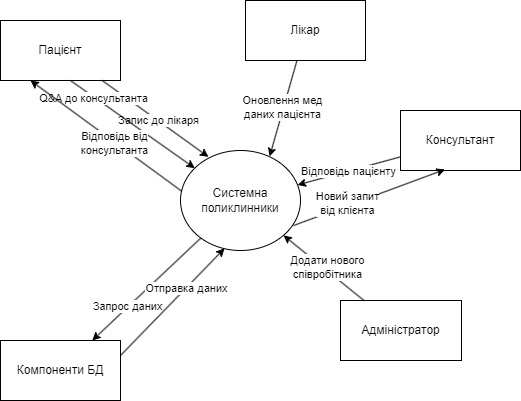 Лікар
Пацієнт
Q&A до консультанта
Оновлення мед
даних пацієнта
Запис до лікаря
Відповідь від
консультанта
Консультант
Відповідь пацієнту
Системна
поликлинники
Новий запит
від клієнта
Додати нового
співробітника
Отправка даних
Запрос даних
Адміністратор
Компоненти БД